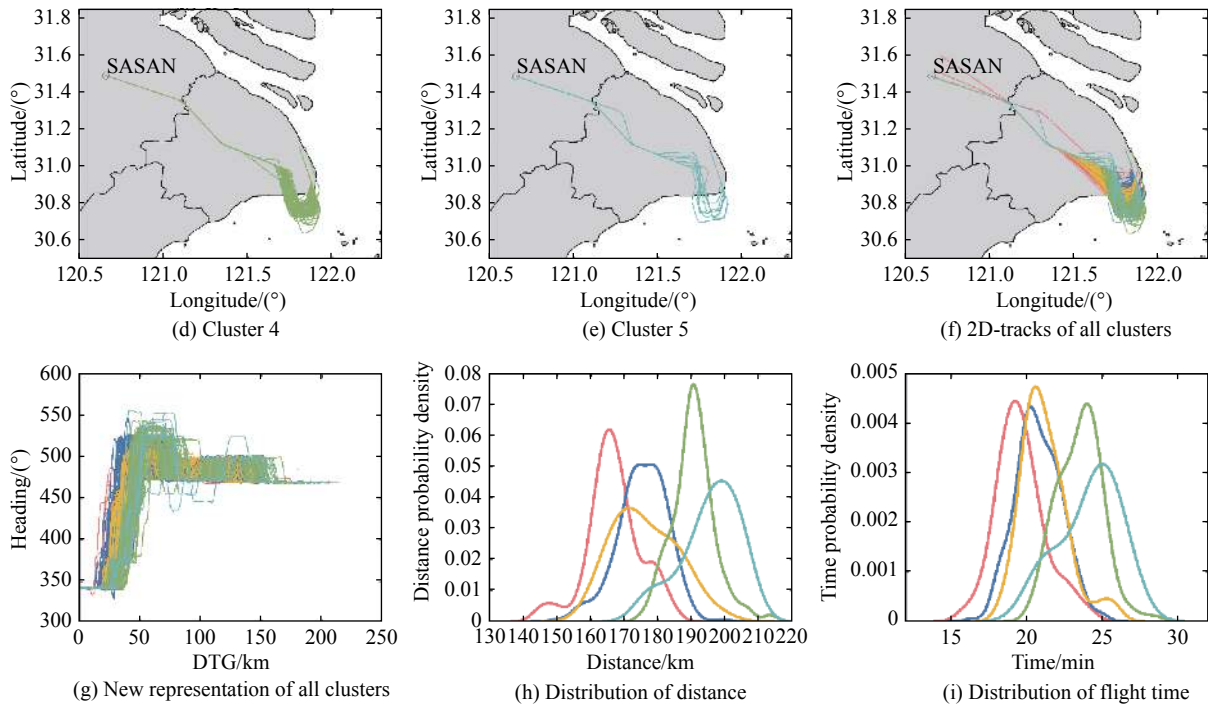 31.8
31.6
31.4
31.2
31.0
30.8
30.6
Latitude/(°)
SASAN
120.5
121.0
121.5
122.0
Longitude/(°)
(d) Cluster 4
31.8
31.6
31.4
31.2
31.0
30.8
30.6
Latitude/(°)
SASAN
120.5
121.0
121.5
122.0
Longitude/(°)
(e) Cluster 5
31.8
31.6
31.4
31.2
31.0
30.8
30.6
Latitude/(°)
SASAN
120.5
121.0
121.5
122.0
Longitude/(°)
(f) 2D-tracks of all clusters
600
550
500
450
400
350
300
Heading/(°)
0
50
100
150
200
250
DTG/km
(g) New representation of all clusters
0.08
0.07
0.06
0.05
0.04
0.03
0.02
0.01
0
Distance probability density
130 140 150 160 170 180 190 200 210 220
Distance/km
(h) Distribution of distance
0.005
0.004
0.003
0.002
0.001
0
Time probability density
15
20
25
30
Time/min
(i) Distribution of flight time